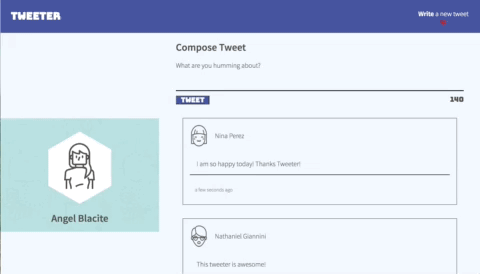 TWEETER
Write a new tweet
Compose Tweet
What are you humming about?
TWEET
140
Nina Perez
I am so happy today! Thanks Tweeter!
a few seconds ago
Angel Blacite
Nathaniel Giannini
This tweeter is awesome!